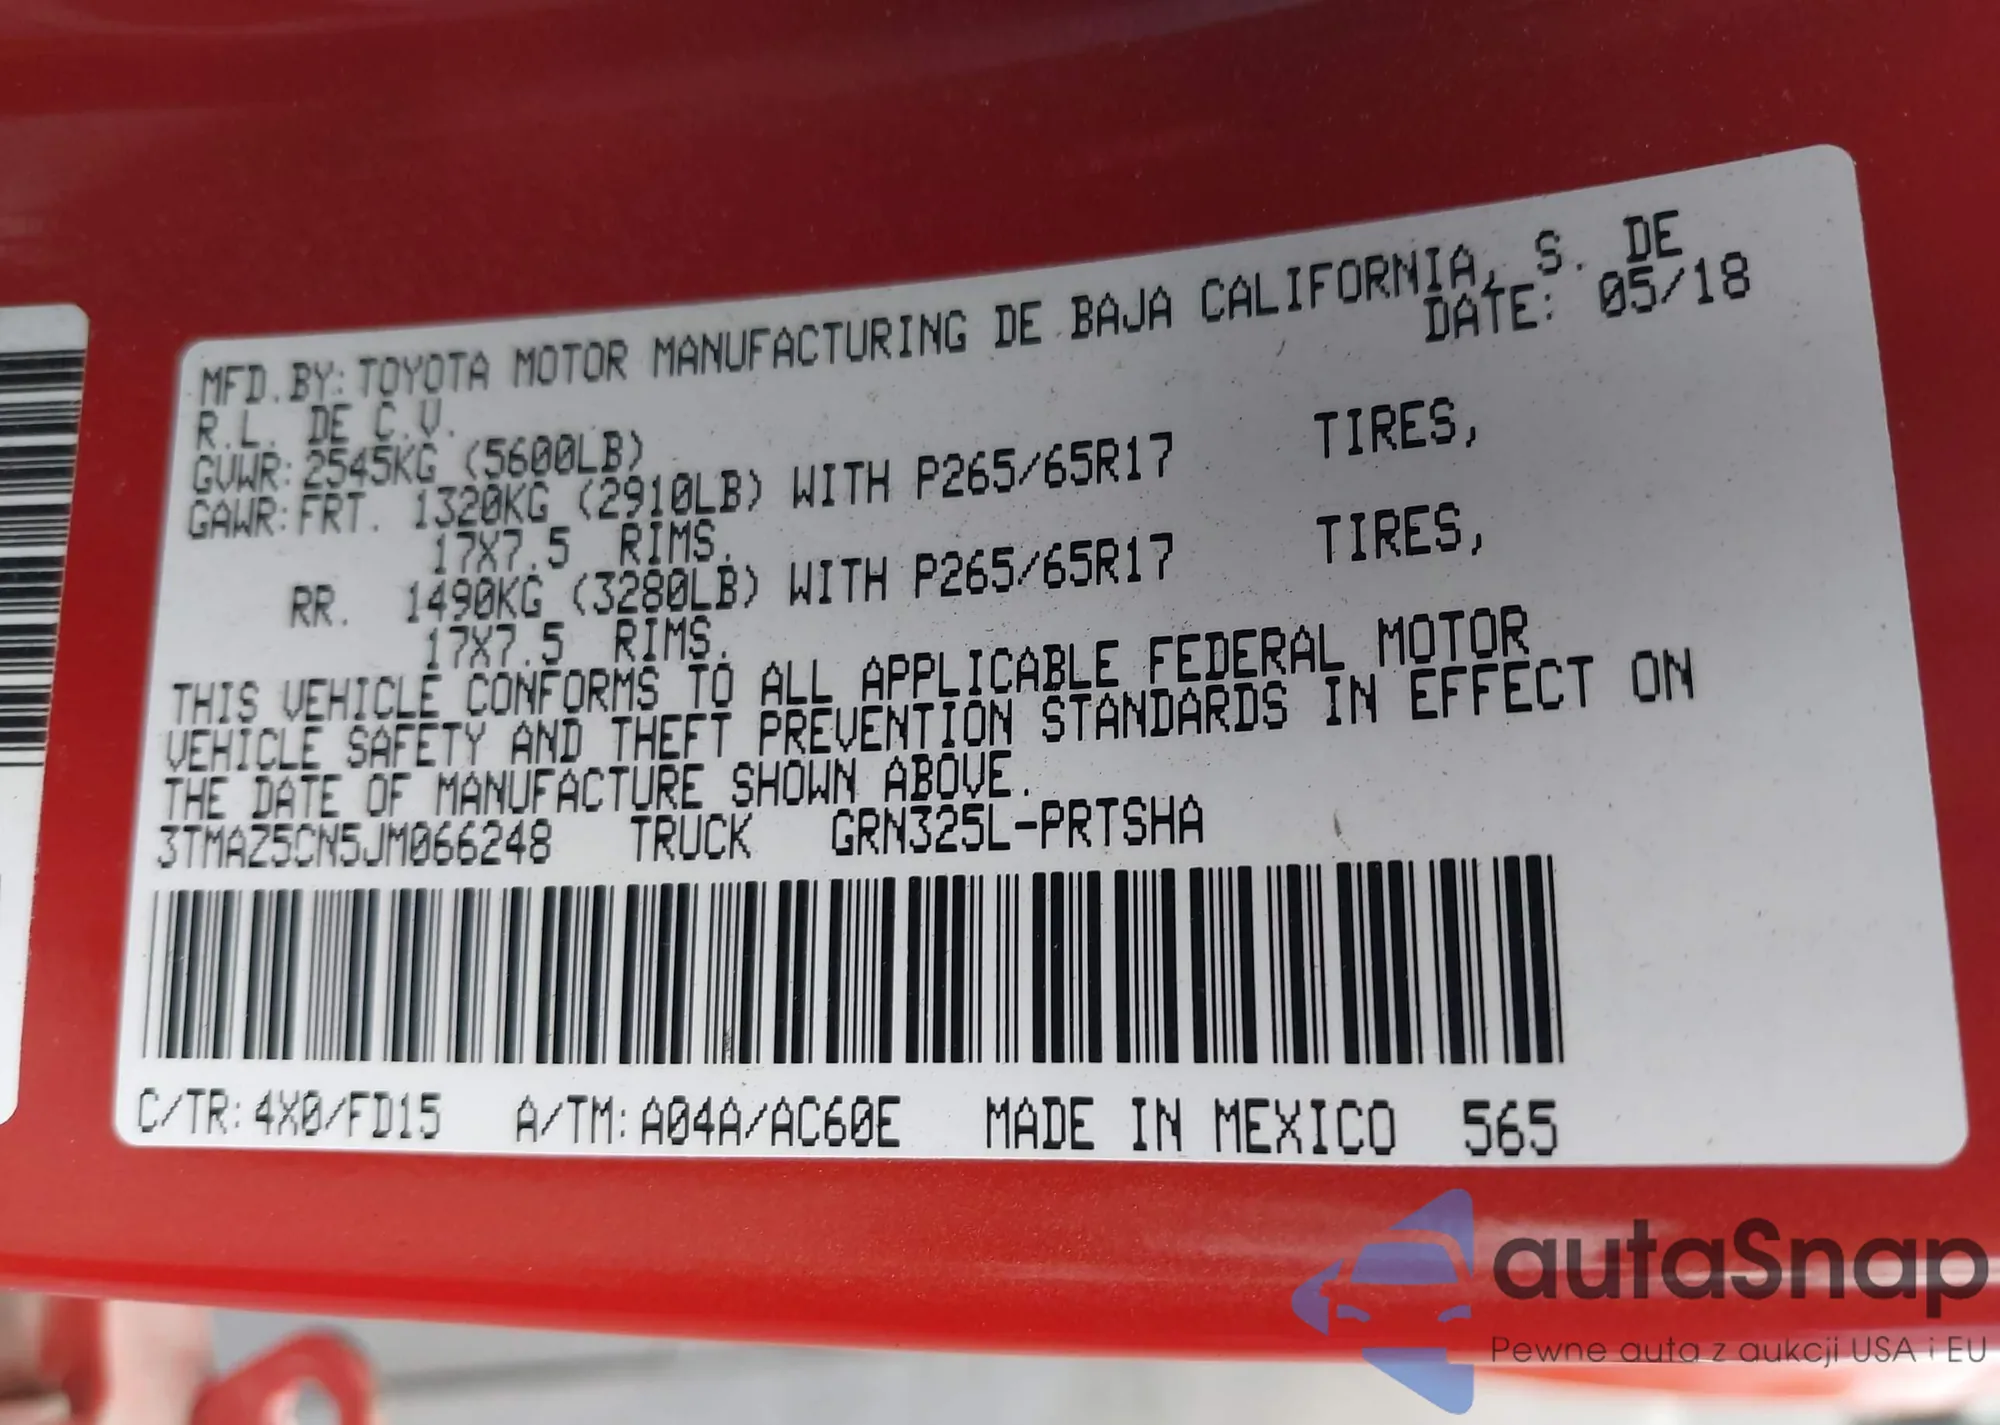 MFD.BY: TOYOTA MOTOR MANUFACTURING DE BAJA CALIFORNIA, S. DE
R.L. DE C.V. DATE: 05/18
GVWR: 2545KG (5600LB)
GAWR: FRT. 1320KG (2910LB) WITH P265/65R17 TIRES,
17X7.5 RIMS.
RR. 1490KG (3280LB) WITH P265/65R17 TIRES,
17X7.5 RIMS.
THIS VEHICLE CONFORMS TO ALL APPLICABLE FEDERAL MOTOR
VEHICLE SAFETY AND THEFT PREVENTION STANDARDS IN EFFECT ON
THE DATE OF MANUFACTURE SHOWN ABOVE.
3TMAZ5CN5JM066248 TRUCK GRN325L-PRTSHA
C/TR: 4X0/FD15 A/TM: A04A/AC60E MADE IN MEXICO 565
autaSnap
Pewne auta z aukcji USA i EU